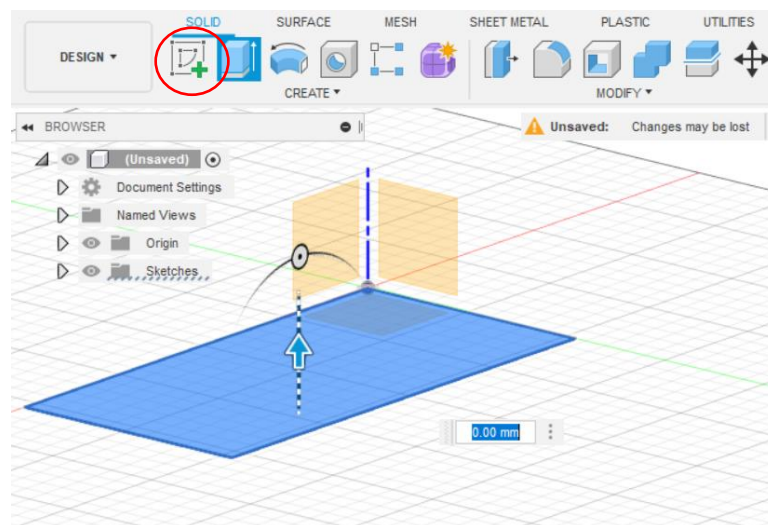 SOLID SURFACE MESH SHEET METAL PLASTIC UTILITIES
DESIGN ▾
CREATE ▾ MODIFY ▾
BROWSER
Unsaved: Changes may be lost
(Unsaved)
Document Settings
Named Views
Origin
Sketches
0.00 mm